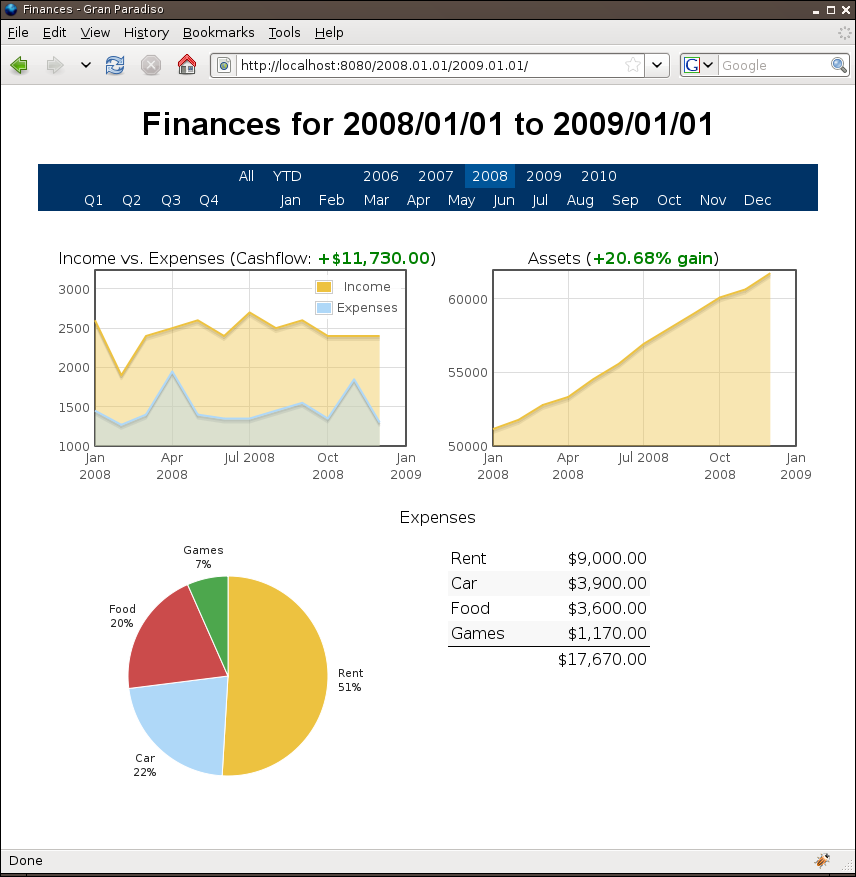 Finances - Gran Paradiso
File Edit View History Bookmarks Tools Help
http://localhost:8080/2008.01.01/2009.01.01/
G Google
Finances for 2008/01/01 to 2009/01/01
All YTD 2006 2007 2008 2009 2010
Q1 Q2 Q3 Q4 Jan Feb Mar Apr May Jun Jul Aug Sep Oct Nov Dec
Income vs. Expenses (Cashflow: +$11,730.00)
3000
2500
2000
1500
1000
Income
Expenses
Jan 2008
Apr 2008
Jul 2008
Oct 2008
Jan 2009
Assets (+20.68% gain)
60000
55000
50000
Jan 2008
Apr 2008
Jul 2008
Oct 2008
Jan 2009
Expenses
Games
7%
Food
20%
Rent
51%
Car
22%
Rent $9,000.00
Car $3,900.00
Food $3,600.00
Games $1,170.00
$17,670.00
Done